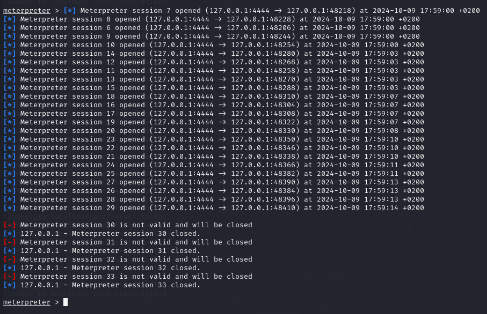 meterpreter > [*] Meterpreter session 7 opened (127.0.0.1:4444 → 127.0.0.1:48218) at 2024-10-09 17:59:00 +0200
[*] Meterpreter session 8 opened (127.0.0.1:4444 → 127.0.0.1:48228) at 2024-10-09 17:59:00 +0200
[*] Meterpreter session 6 opened (127.0.0.1:4444 → 127.0.0.1:48206) at 2024-10-09 17:59:00 +0200
[*] Meterpreter session 9 opened (127.0.0.1:4444 → 127.0.0.1:48244) at 2024-10-09 17:59:00 +0200
[*] Meterpreter session 10 opened (127.0.0.1:4444 → 127.0.0.1:48254) at 2024-10-09 17:59:00 +0200
[*] Meterpreter session 14 opened (127.0.0.1:4444 → 127.0.0.1:48280) at 2024-10-09 17:59:03 +0200
[*] Meterpreter session 12 opened (127.0.0.1:4444 → 127.0.0.1:48268) at 2024-10-09 17:59:03 +0200
[*] Meterpreter session 11 opened (127.0.0.1:4444 → 127.0.0.1:48258) at 2024-10-09 17:59:03 +0200
[*] Meterpreter session 13 opened (127.0.0.1:4444 → 127.0.0.1:48270) at 2024-10-09 17:59:03 +0200
[*] Meterpreter session 15 opened (127.0.0.1:4444 → 127.0.0.1:48288) at 2024-10-09 17:59:03 +0200
[*] Meterpreter session 18 opened (127.0.0.1:4444 → 127.0.0.1:48310) at 2024-10-09 17:59:07 +0200
[*] Meterpreter session 16 opened (127.0.0.1:4444 → 127.0.0.1:48304) at 2024-10-09 17:59:07 +0200
[*] Meterpreter session 17 opened (127.0.0.1:4444 → 127.0.0.1:48308) at 2024-10-09 17:59:07 +0200
[*] Meterpreter session 19 opened (127.0.0.1:4444 → 127.0.0.1:48322) at 2024-10-09 17:59:07 +0200
[*] Meterpreter session 20 opened (127.0.0.1:4444 → 127.0.0.1:48330) at 2024-10-09 17:59:08 +0200
[*] Meterpreter session 23 opened (127.0.0.1:4444 → 127.0.0.1:48350) at 2024-10-09 17:59:10 +0200
[*] Meterpreter session 22 opened (127.0.0.1:4444 → 127.0.0.1:48346) at 2024-10-09 17:59:10 +0200
[*] Meterpreter session 21 opened (127.0.0.1:4444 → 127.0.0.1:48338) at 2024-10-09 17:59:10 +0200
[*] Meterpreter session 24 opened (127.0.0.1:4444 → 127.0.0.1:48366) at 2024-10-09 17:59:11 +0200
[*] Meterpreter session 25 opened (127.0.0.1:4444 → 127.0.0.1:48382) at 2024-10-09 17:59:11 +0200
[*] Meterpreter session 27 opened (127.0.0.1:4444 → 127.0.0.1:48390) at 2024-10-09 17:59:13 +0200
[*] Meterpreter session 26 opened (127.0.0.1:4444 → 127.0.0.1:48384) at 2024-10-09 17:59:13 +0200
[*] Meterpreter session 28 opened (127.0.0.1:4444 → 127.0.0.1:48396) at 2024-10-09 17:59:13 +0200
[*] Meterpreter session 29 opened (127.0.0.1:4444 → 127.0.0.1:48410) at 2024-10-09 17:59:14 +0200
[-] Meterpreter session 30 is not valid and will be closed
[*] 127.0.0.1 - Meterpreter session 30 closed.
[-] Meterpreter session 31 is not valid and will be closed
[*] 127.0.0.1 - Meterpreter session 31 closed.
[-] Meterpreter session 32 is not valid and will be closed
[*] 127.0.0.1 - Meterpreter session 32 closed.
[-] Meterpreter session 33 is not valid and will be closed
[*] 127.0.0.1 - Meterpreter session 33 closed.
meterpreter >